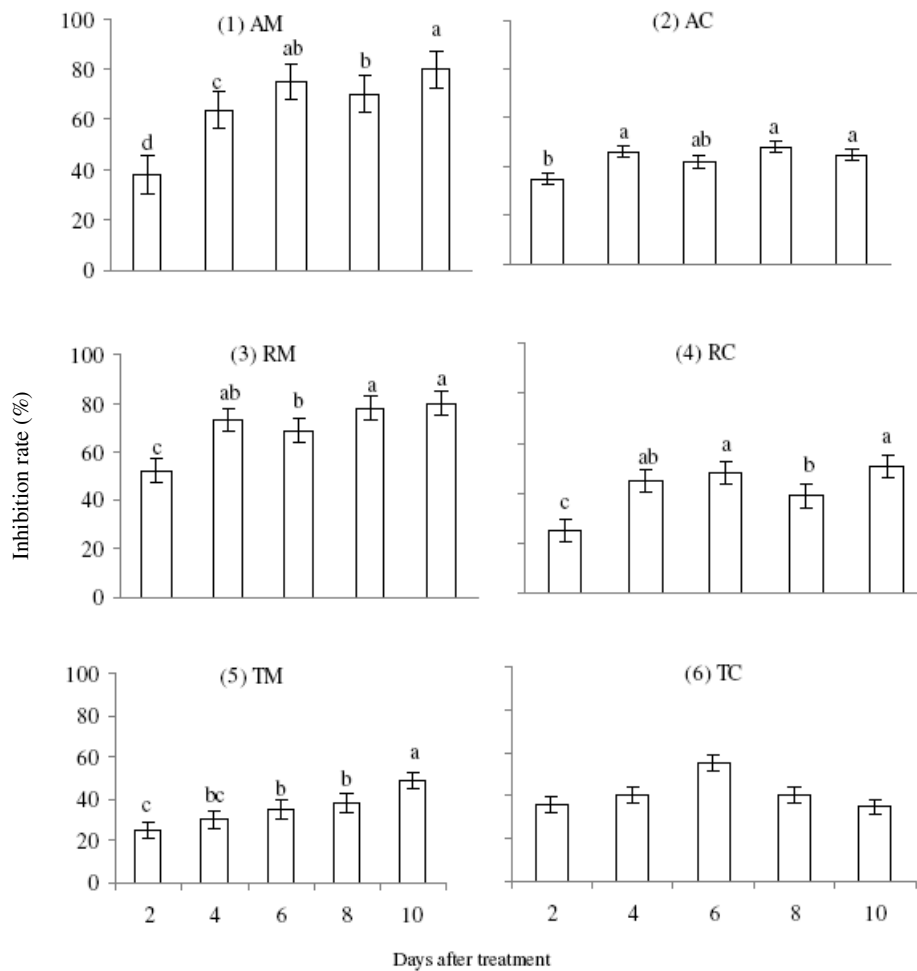 (1) AM
100
80
60
40
20
0
d
c
ab
b
a
(2) AC
b
a
ab
a
a
Inhibition rate (%)
(3) RM
100
80
60
40
20
0
c
ab
b
a
a
(4) RC
c
ab
a
b
a
(5) TM
100
80
60
40
20
0
c
bc
b
b
a
2 4 6 8 10
(6) TC
2 4 6 8 10
Days after treatment